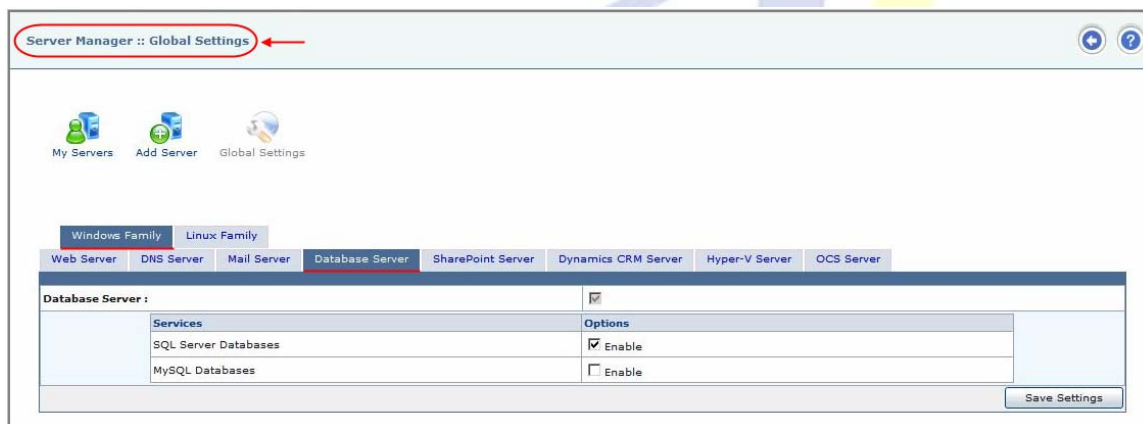 Server Manager :: Global Settings
My Servers Add Server Global Settings
Windows Family Linux Family
Web Server DNS Server Mail Server Database Server SharePoint Server Dynamics CRM Server Hyper-V Server OCS Server
Database Server :
Services Options
SQL Server Databases Enable
MySQL Databases Enable
Save Settings